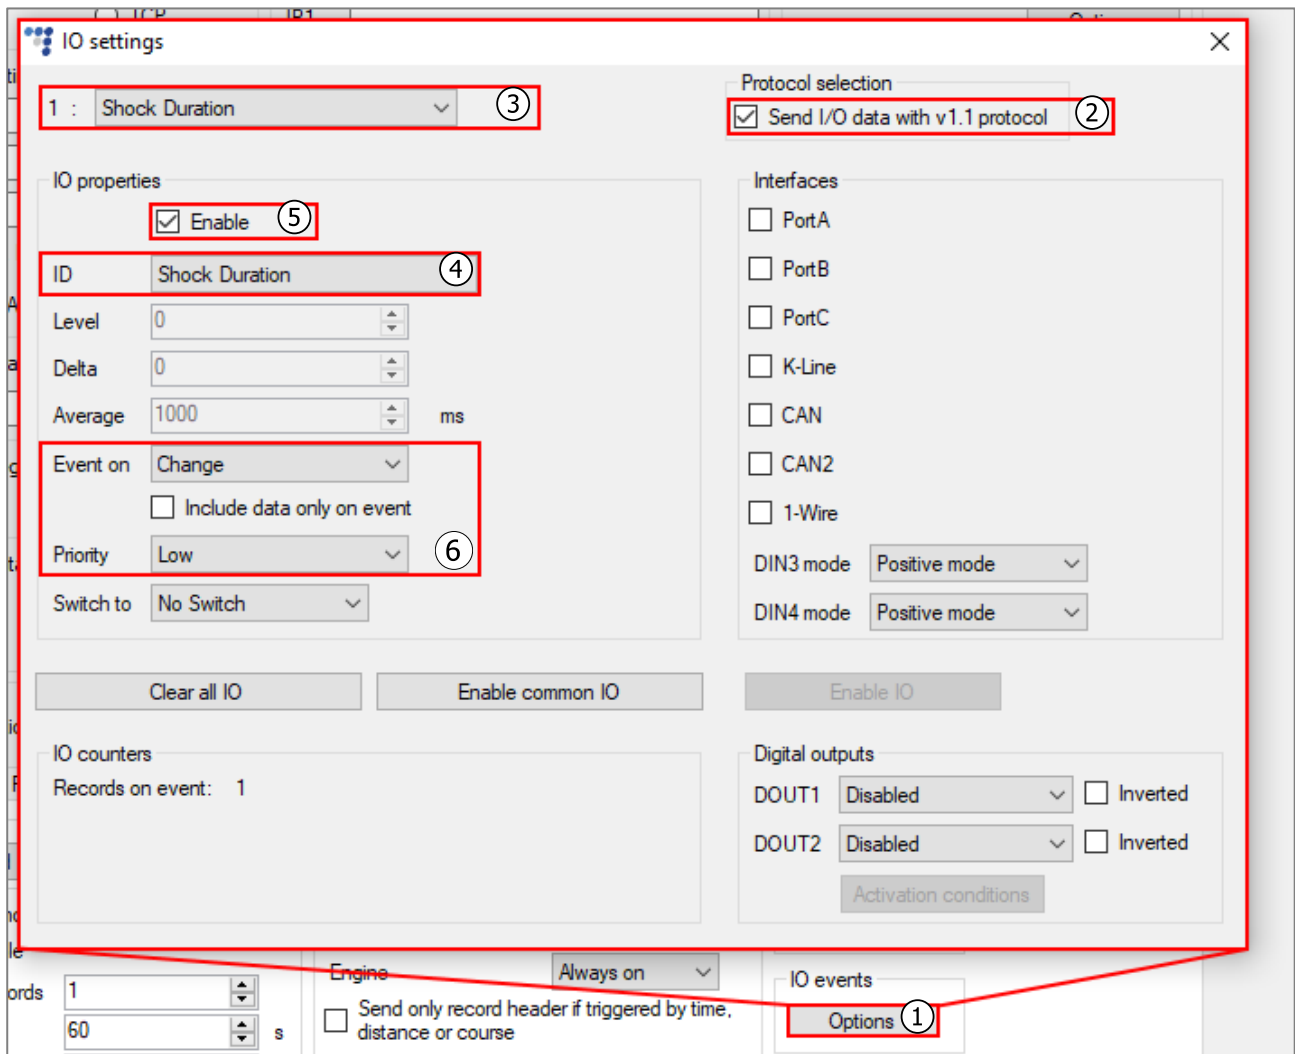 TCP
IO settings
1 : Shock Duration ③
Protocol selection
Send I/O data with v1.1 protocol ②
IO properties
Enable ⑤
ID Shock Duration ④
Level 0
Delta 0
Average 1000 ms
Event on Change
Include data only on event
Priority Low ⑥
Switch to No Switch
Interfaces
PortA
PortB
PortC
K-Line
CAN
CAN2
1-Wire
DIN3 mode Positive mode
DIN4 mode Positive mode
Clear all IO
Enable common IO
Enable IO
IO counters
Records on event: 1
Digital outputs
DOUT1 Disabled Inverted
DOUT2 Disabled Inverted
Activation conditions
ords 1
60 s
Engine Always on
Send only record header if triggered by time,
distance or course
IO events
Options ①